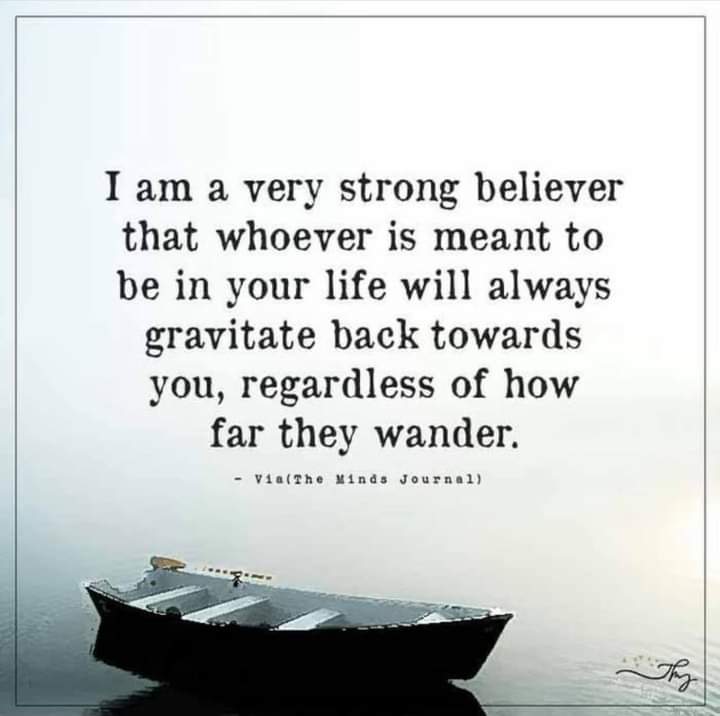 I am a very strong believer
that whoever is meant to
be in your life will always
gravitate back towards
you, regardless of how
far they wander.
- Via(The Minds Journal)